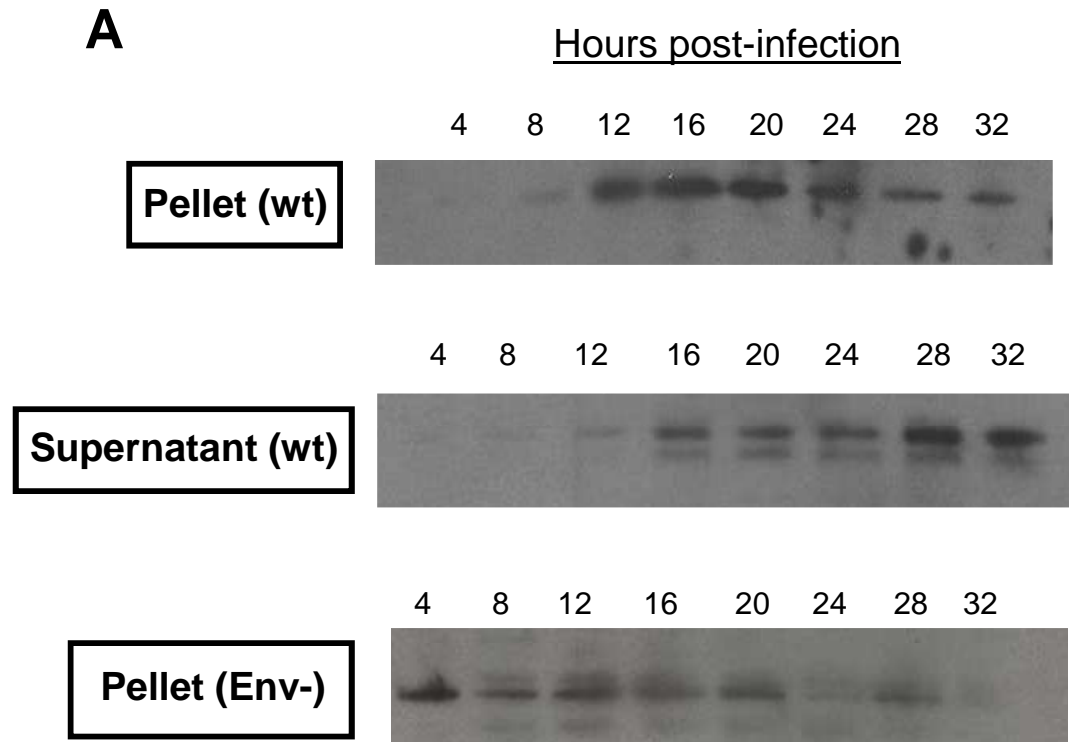 A
Hours post-infection
4 8 12 16 20 24 28 32
Pellet (wt)
4 8 12 16 20 24 28 32
Supernatant (wt)
4 8 12 16 20 24 28 32
Pellet (Env-)